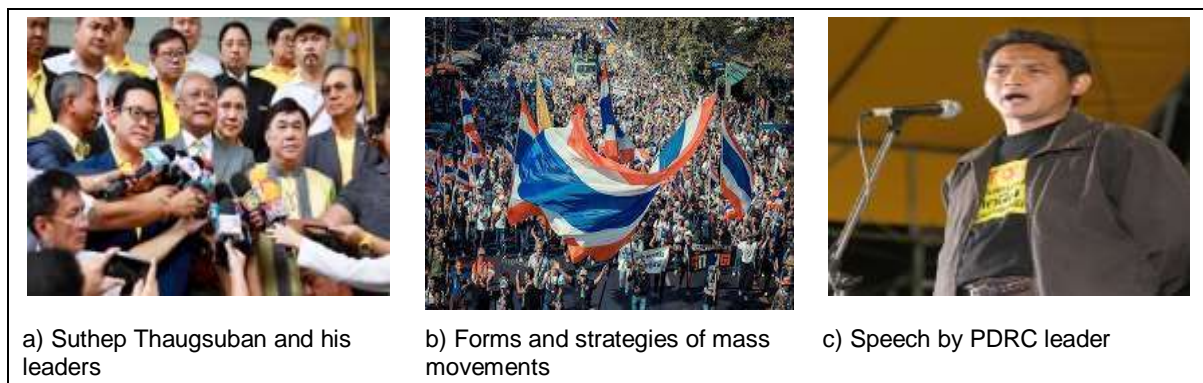 a) Suthep Thaugsuban and his
leaders
b) Forms and strategies of mass
movements
c) Speech by PDRC leader